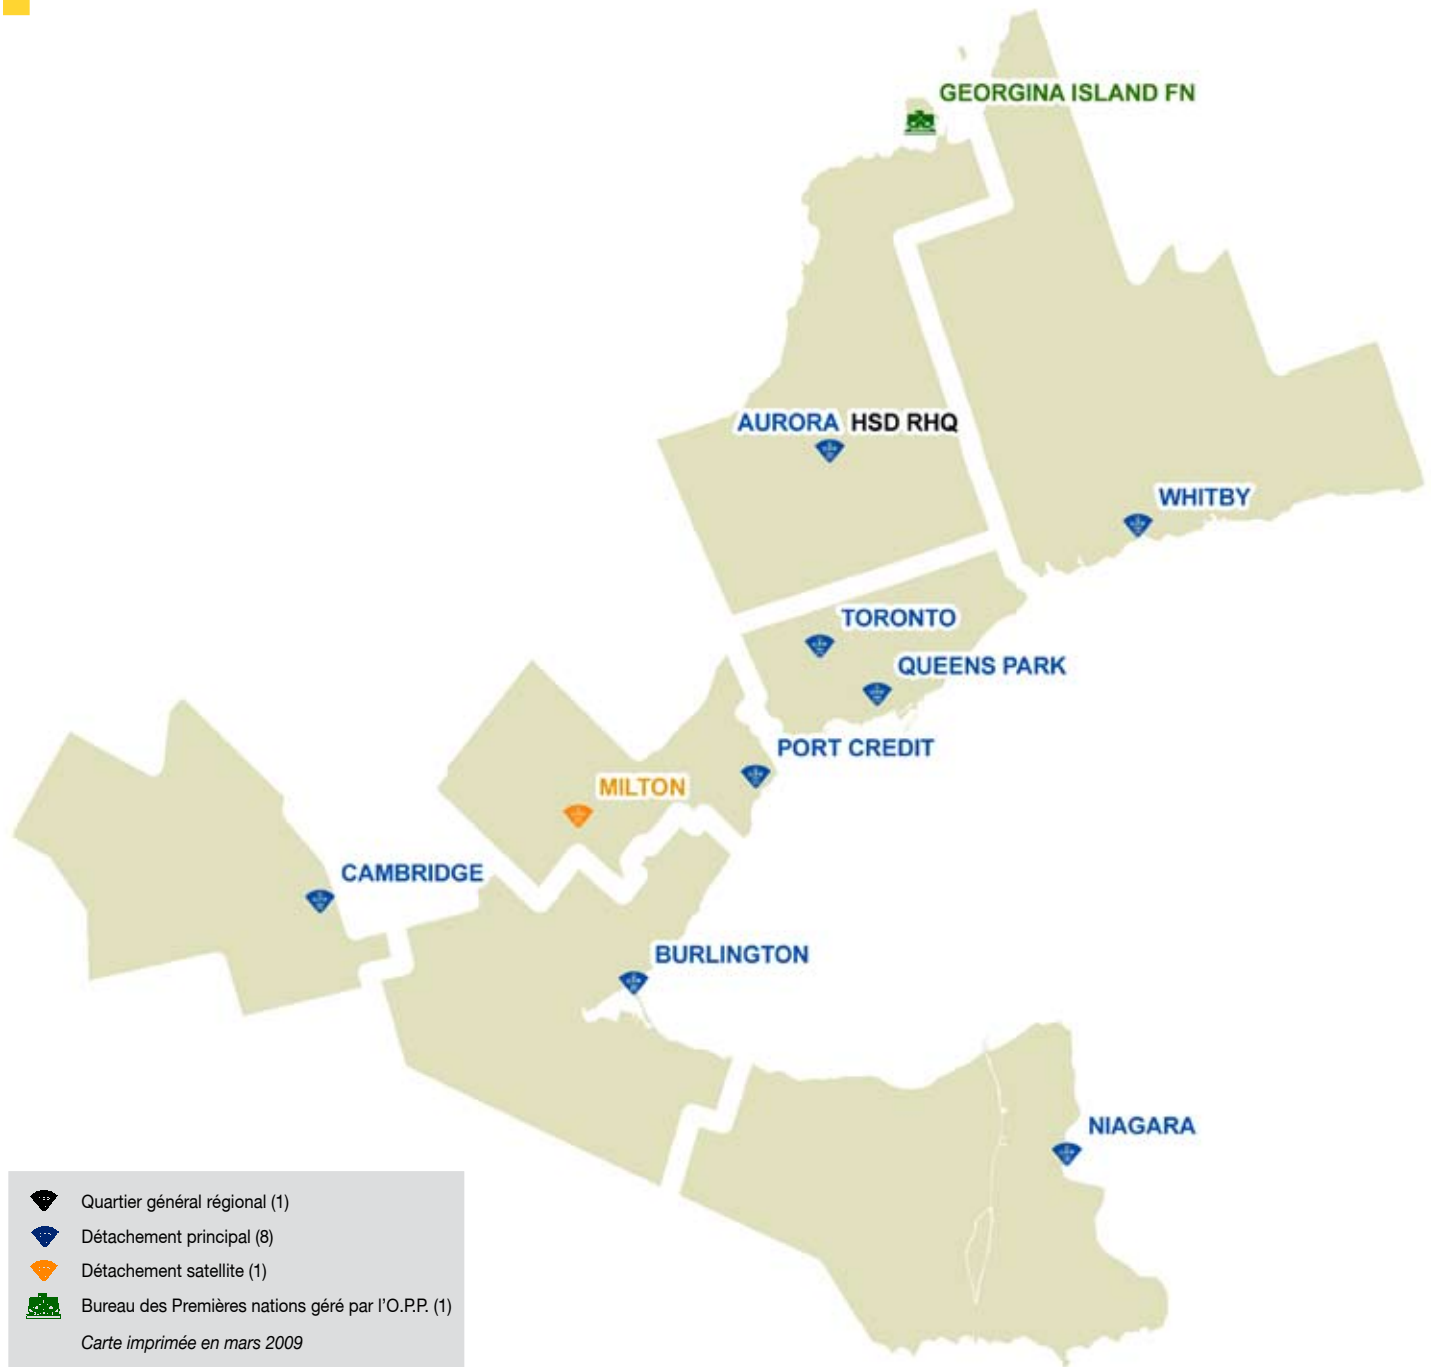 GEORGINA ISLAND FN
AURORA HSD RHQ
WHITBY
TORONTO
QUEENS PARK
PORT CREDIT
MILTON
CAMBRIDGE
BURLINGTON
NIAGARA
Quartier général régional (1)
Détachement principal (8)
Détachement satellite (1)
Bureau des Premières nations géré par l’O.P.P. (1)
Carte imprimée en mars 2009